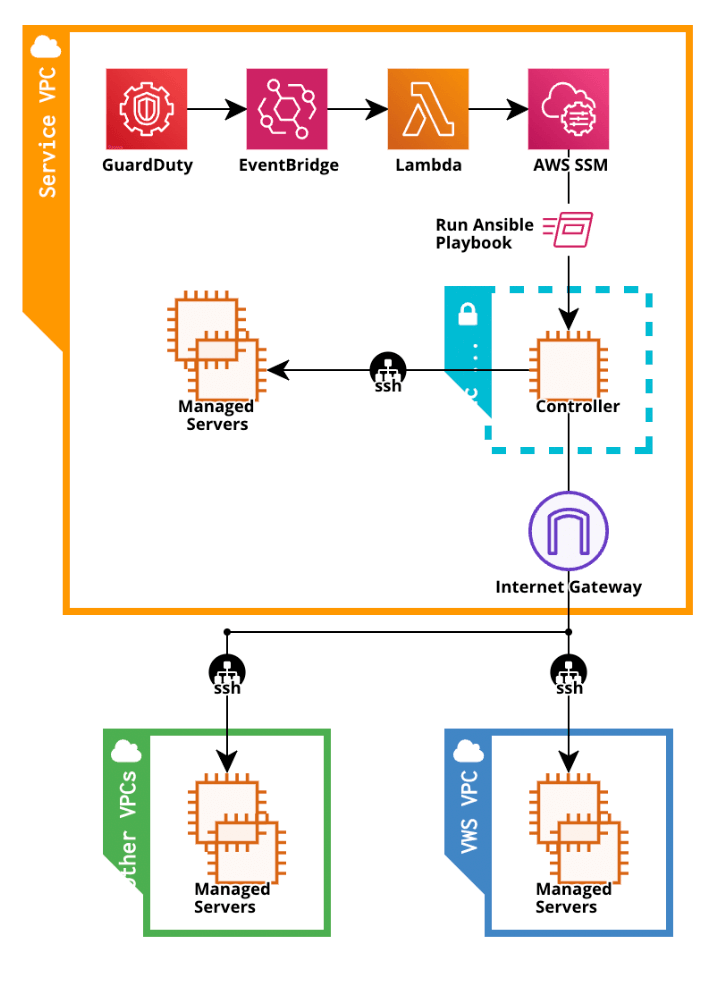 Service VPC
GuardDuty
EventBridge
Lambda
AWS SSM
Run Ansible
Playbook
ssh
Controller
Managed
Servers
Internet Gateway
ssh
ssh
Other VPCs
VWS VPC
Managed
Servers
Managed
Servers